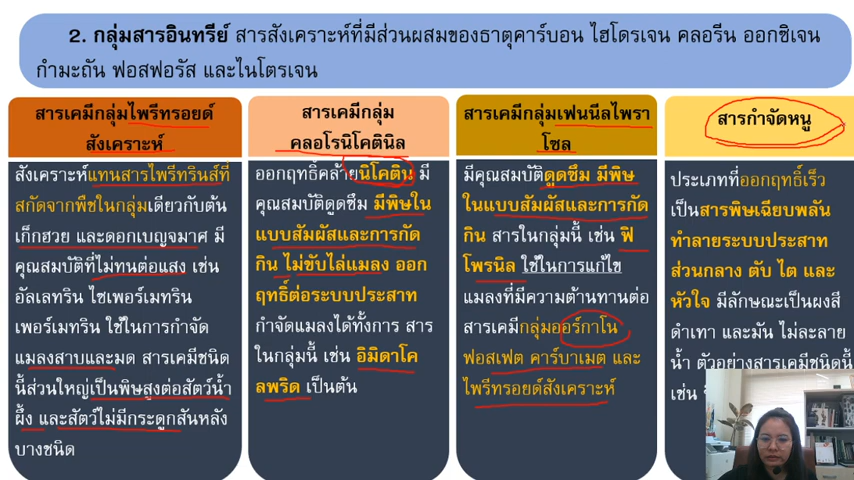 2. กลุ่มสารอินทรีย์ สารสังเคราะห์ที่มีส่วนผสมของธาตุคาร์บอน ไฮโดรเจน คลอรีน ออกซิเจน
กำมะถัน ฟอสฟอรัส และไนโตรเจน
สารเคมีกลุ่มไพรีทรอยด์
สังเคราะห์
สังเคราะห์แทนสารไพรีทรินส์ที่
สกัดจากพืชในกลุ่มเดียวกับต้น
เก็กฮวย และดอกเบญจมาศ มี
คุณสมบัติที่ไม่ทนต่อแสง เช่น
อัลเลทริน ไซเพอร์เมทริน
เพอร์เมทริน ใช้ในการกำจัด
แมลงสาบและมด สารเคมีชนิด
นี้ส่วนใหญ่เป็นพิษสูงต่อสัตว์น้ำ
ผึ้ง และสัตว์ไม่มีกระดูกสันหลัง
บางชนิด
สารเคมีกลุ่ม
คลอโรนิโคตินิล
ออกฤทธิ์คล้ายนิโคติน มี
คุณสมบัติดูดซึม มีพิษใน
แบบสัมผัสและการกัด
กิน ไม่ขับไล่แมลง ออก
ฤทธิ์ต่อระบบประสาท
กำจัดแมลงได้ทั้งการ สาร
ในกลุ่มนี้ เช่น อิมิดาโค
ลพริด เป็นต้น
สารเคมีกลุ่มเฟนนีลไพรา
โซล
มีคุณสมบัติดูดซึม มีพิษ
ในแบบสัมผัสและการกัด
กิน สารในกลุ่มนี้ เช่น ฟิ
โพรนิล ใช้ในการแก้ไข
แมลงที่มีความต้านทานต่อ
สารเคมีกลุ่มออร์กาโน
ฟอสเฟต คาร์บาเมต และ
ไพรีทรอยด์สังเคราะห์
สารกำจัดหนู
ประเภทที่ออกฤทธิ์เร็ว
เป็นสารพิษเฉียบพลัน
ทำลายระบบประสาท
ส่วนกลาง ตับ ไต และ
หัวใจ มีลักษณะเป็นผงสี
ดำเทา และมัน ไม่ละลาย
น้ำ ตัวอย่างสารเคมีชนิดนี้
เช่น